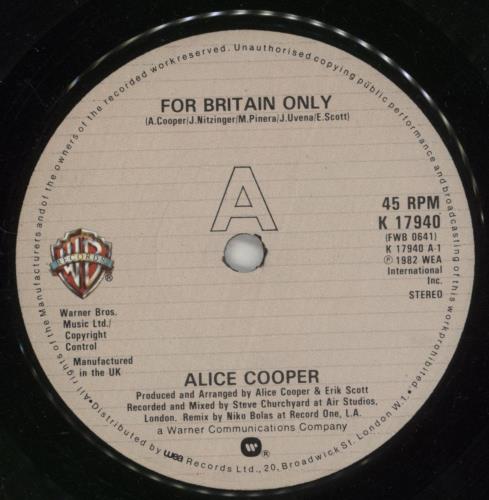 of the Manufacturers and of the owners of the recorded work reserved. Unauthorised copying public performance and broadcasting of this work prohibited.
FOR BRITAIN ONLY
(A.Cooper/J.Nitzinger/M.Pinera/J.Uvena/E.Scott)
A
45 RPM
K 17940
(FWB 0641)
K 17940 A-1
℗ 1982 WEA
International
Inc.
STEREO
WB
RECORDS
®
Warner Bros.
Music Ltd./
Copyright
Control
Manufactured
in the UK
ALICE COOPER
Produced and Arranged by Alice Cooper & Erik Scott
Recorded and Mixed by Steve Churchyard at Air Studios,
London. Remix by Niko Bolas at Record One, L.A.
a Warner Communications Company
®
Distributed by wea Records Ltd., 20, Broadwick St. London W1. All rights